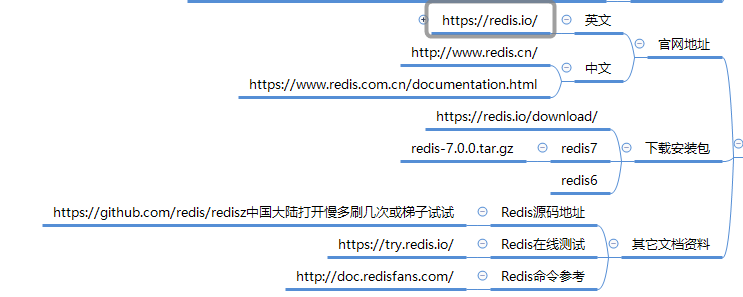 https://redis.io/
英文
官网地址
http://www.redis.cn/
中文
https://www.redis.com.cn/documentation.html
https://redis.io/download/
redis-7.0.0.tar.gz
redis7
下载安装包
redis6
https://github.com/redis/redisz中国大陆打开慢多刷几次或梯子试试
Redis源码地址
https://try.redis.io/
Redis在线测试
其它文档资料
http://doc.redisfans.com/
Redis命令参考